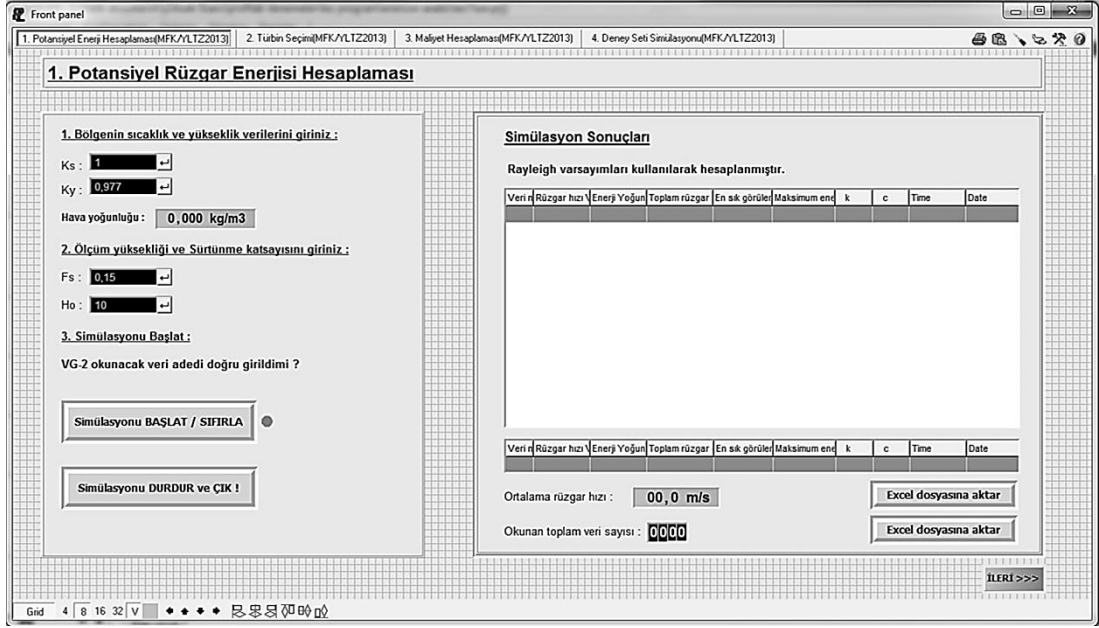 Front panel
1. Potansiyel Enerji Hesaplaması(MFK/YLTZ2013) 2. Türbin Seçimi(MFK/YLTZ2013) 3. Maliyet Hesaplaması(MFK/YLTZ2013) 4. Deney Seti Simülasyonu(MFK/YLTZ2013)
1. Potansiyel Rüzgar Enerjisi Hesaplaması
1. Bölgenin sıcaklık ve yükseklik verilerini giriniz :
Ks : 1
Ky : 0,977
Hava yoğunluğu : 0,000 kg/m3
2. Ölçüm yüksekliği ve Sürtünme katsayısını giriniz :
Fs : 0,15
Ho : 10
3. Simülasyonu Başlat :
VG-2 okunacak veri adedi doğru girildimi ?
Simülasyonu BAŞLAT / SIFIRLA
Simülasyonu DURDUR ve ÇIK !
Simülasyon Sonuçları
Rayleigh varsayımları kullanılarak hesaplanmıştır.
Veri n Rüzgar hızı V Enerji Yoğun Toplam rüzgar En sık görüler Maksimum ene k c Time Date
Veri n Rüzgar hızı V Enerji Yoğun Toplam rüzgar En sık görüler Maksimum ene k c Time Date
Ortalama rüzgar hızı : 00,0 m/s
Excel dosyasına aktar
Okunan toplam veri sayısı : 0000
Excel dosyasına aktar
İLERİ >>>
Grid 4 8 16 32 V